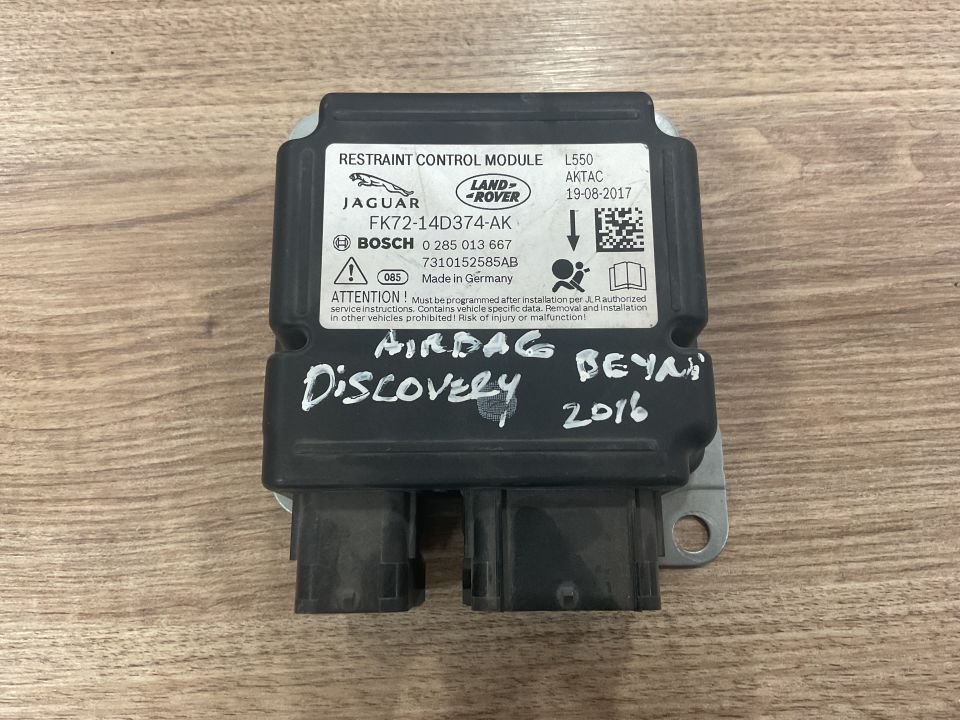 RESTRAINT CONTROL MODULE
L550
AKTAC
19-08-2017
JAGUAR
LAND-
-ROVER
FK72-14D374-AK
BOSCH 0 285 013 667
7310152585AB
085
Made in Germany
ATTENTION! Must be programmed after installation per JLR authorized
service instructions. Contains vehicle specific data. Removal and installation
in other vehicles prohibited! Risk of injury or malfunction!
AIRDAG BEYNi
DiSCOVERY 2016